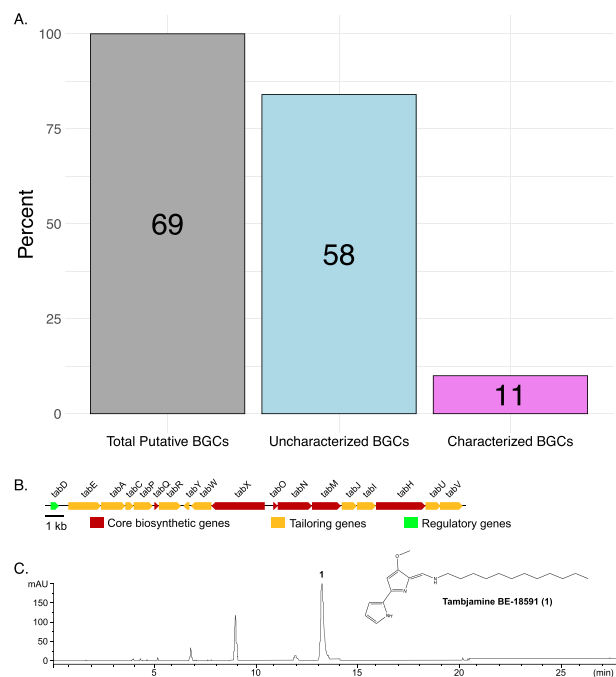 A.
Percent
100
75
50
25
0
69
58
11
Total Putative BGCs
Uncharacterized BGCs
Characterized BGCs
B.
tabD
tabE
tabA
tabC
tabP
tabQ
tabR
tabY
tabW
tabX
tabO
tabN
tabM
tabJ
tabI
tabH
tabU
tabV
1 kb
Core biosynthetic genes
Tailoring genes
Regulatory genes
C.
mAU
150
100
50
0
1
5
10
15
20
25
(min)
O
N
N
H
NH
Tambjamine BE-18591 (1)